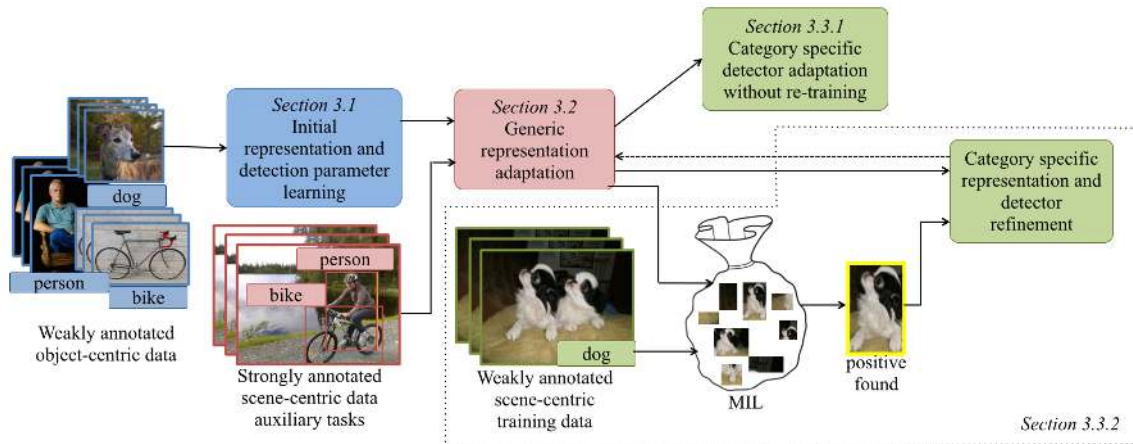 Section 3.3.1
Category specific
detector adaptation
without re-training
Section 3.1
Initial
representation and
detection parameter
learning
Section 3.2
Generic
representation
adaptation
Category specific
representation and
detector
refinement
dog
person
bike
Weakly annotated
object-centric data
person
bike
Strongly annotated
scene-centric data
auxiliary tasks
dog
Weakly annotated
scene-centric
training data
MIL
positive
found
Section 3.3.2